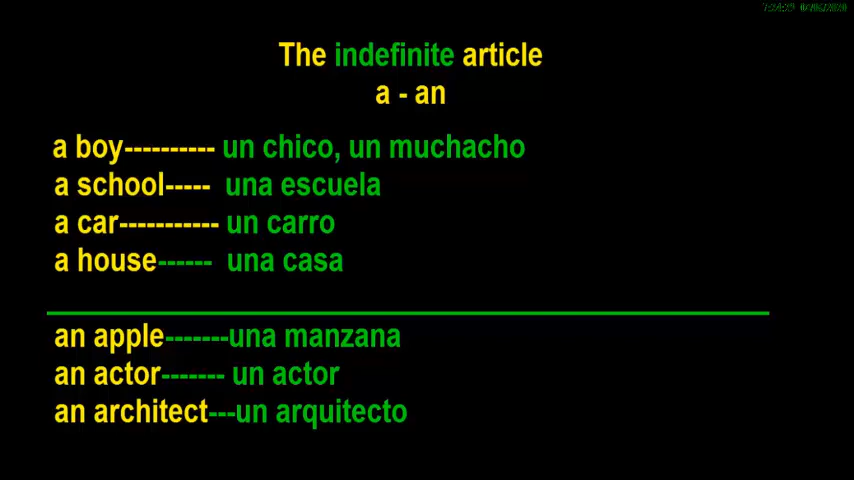 The indefinite article
a - an
a boy---------- un chico, un muchacho
a school----- una escuela
a car----------- un carro
a house------ una casa
an apple-------una manzana
an actor------- un actor
an architect---un arquitecto